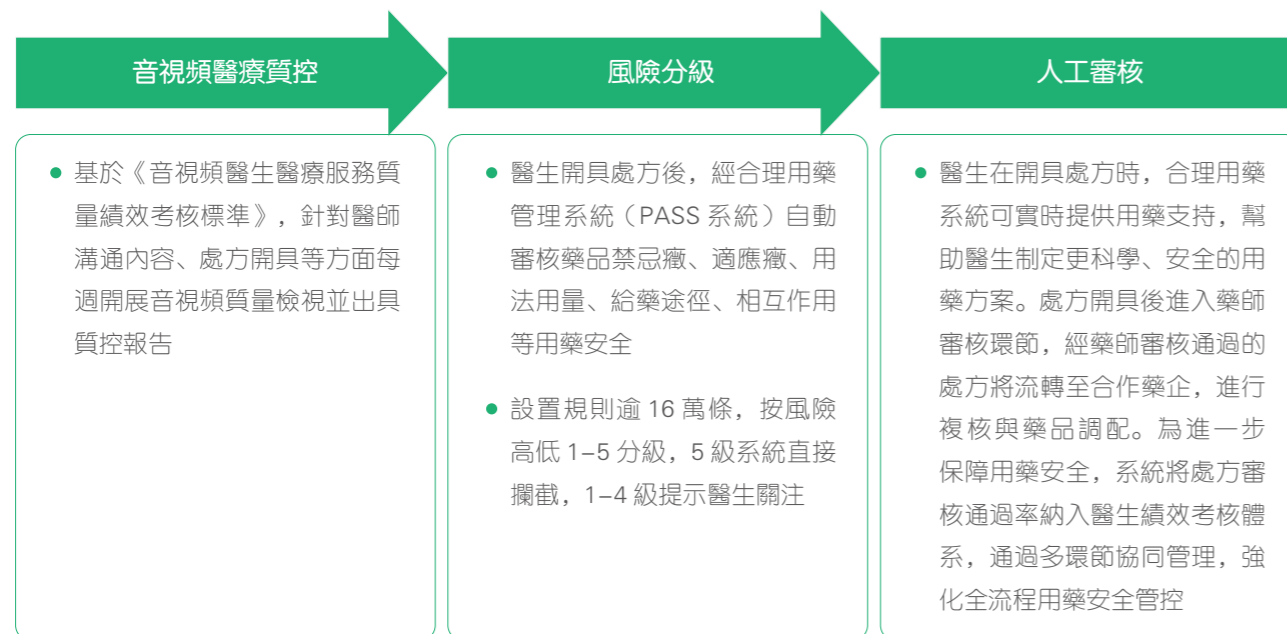 音視頻醫療質控
風險分級
人工審核
• 基於《音視頻醫生醫療服務質
量績效考核標準》，針對醫師
溝通內容、處方開具等方面每
週開展音視頻質量檢視並出具
質控報告
• 醫生開具處方後，經合理用藥
管理系統（PASS 系統）自動
審核藥品禁忌癥、適應癥、用
法用量、給藥途徑、相互作用
等用藥安全
• 設置規則逾 16 萬條，按風險
高低 1–5 分級，5 級系統直接
攔截，1–4 級提示醫生關注
• 醫生在開具處方時，合理用藥
系統可實時提供用藥支持，幫
助醫生制定更科學、安全的用
藥方案。處方開具後進入藥師
審核環節，經藥師審核通過的
處方將流轉至合作藥企，進行
複核與藥品調配。為進一步
保障用藥安全，系統將處方審
核通過率納入醫生績效考核體
系，通過多環節協同管理，強
化全流程用藥安全管控